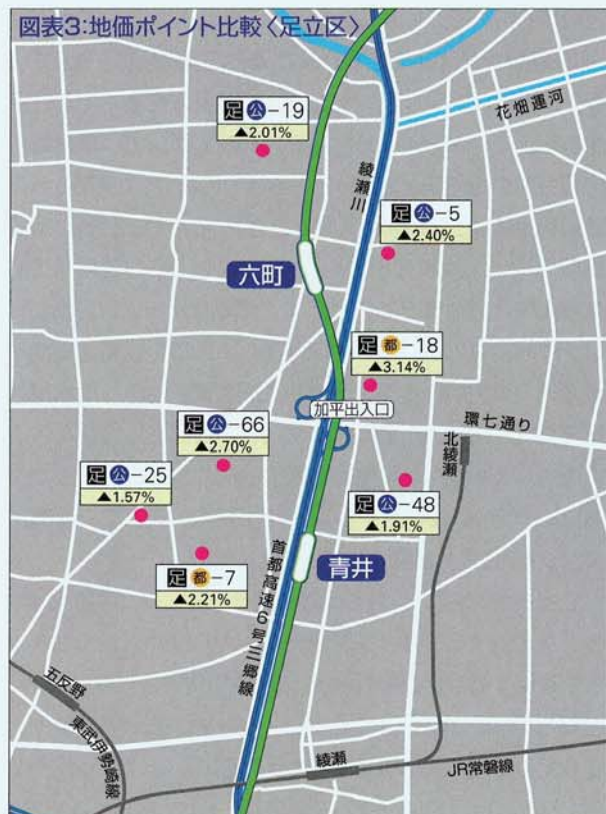 図表3:地価ポイント比較〈足立区〉
花畑運河
足 公-19
▲2.01%
綾瀬川
足 公-5
▲2.40%
六町
足 都-18
▲3.14%
加平出入口
環七通り
足 公-66
▲2.70%
北綾瀬
足 公-25
▲1.57%
足 公-48
▲1.91%
足 都-7
▲2.21%
青井
首都高速6号三郷線
五反野
東武伊勢崎線
綾瀬
JR常磐線